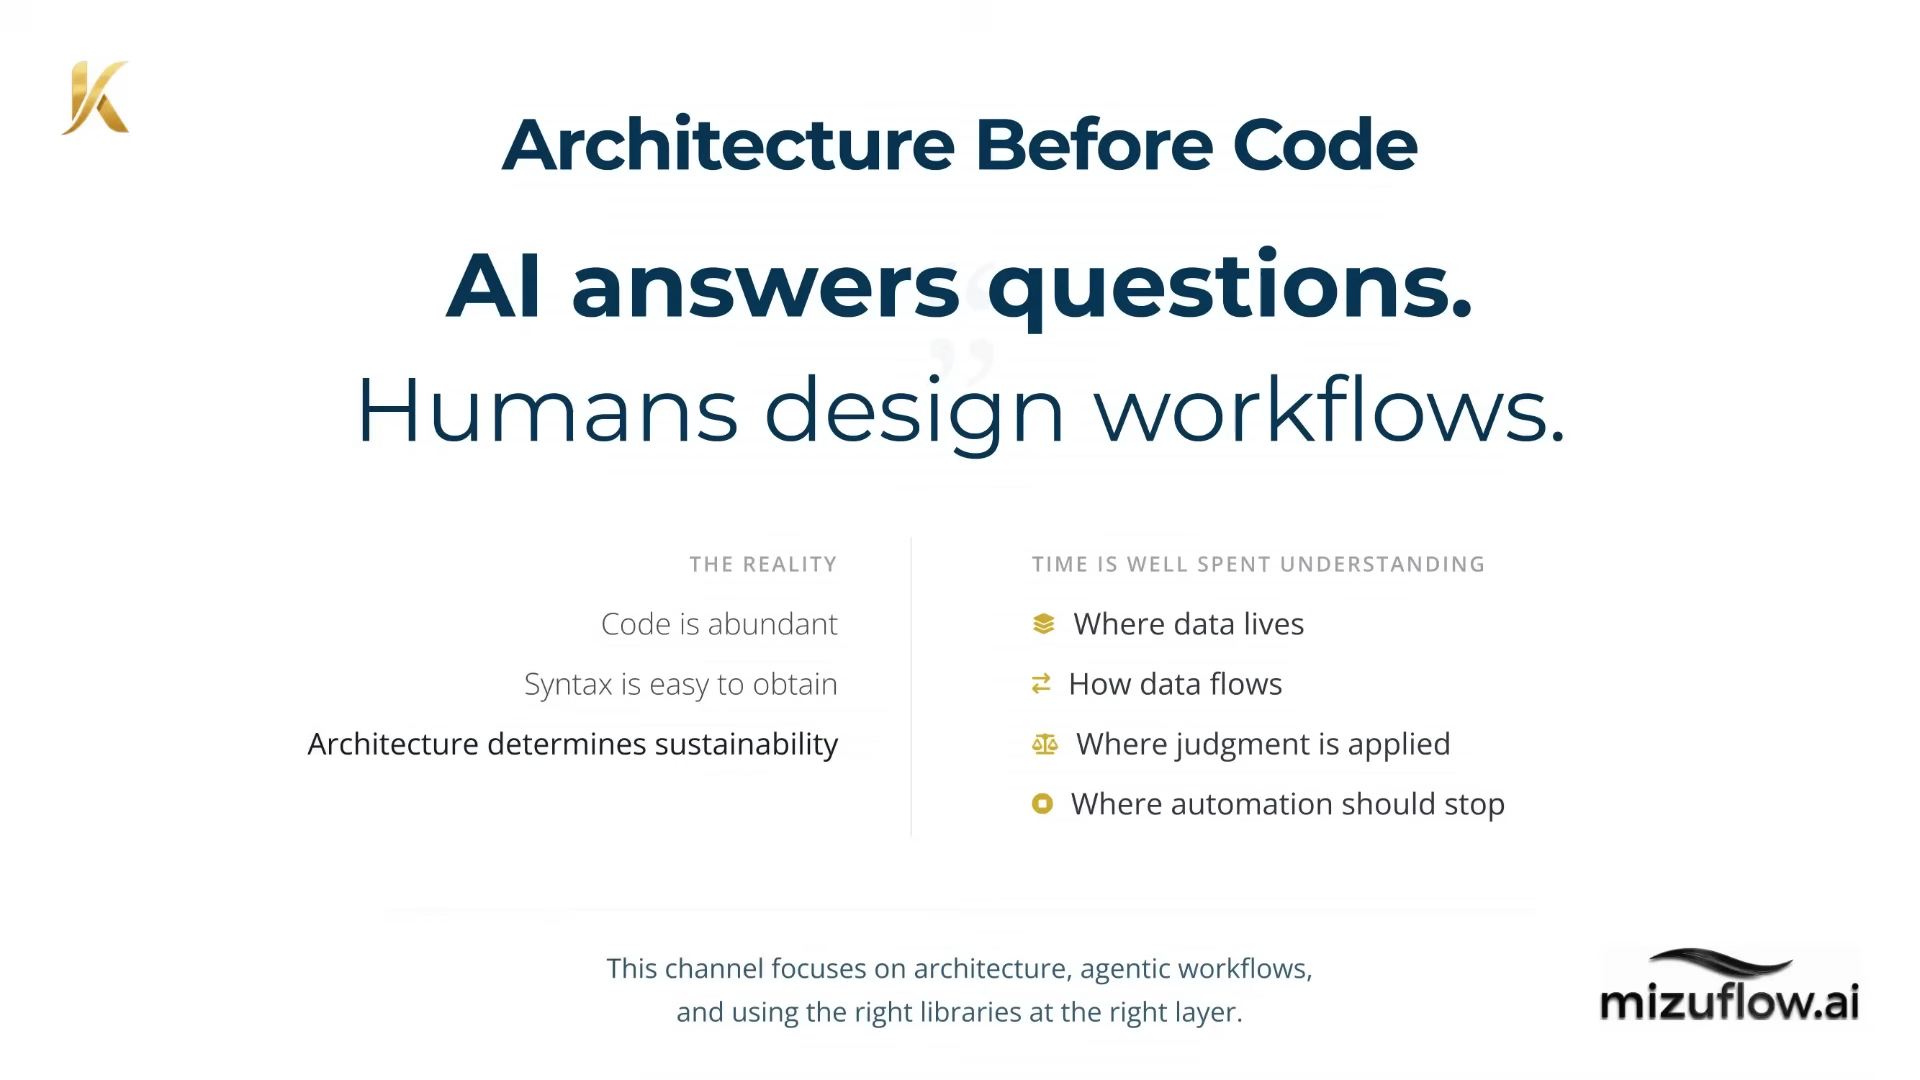 K
Architecture Before Code
AI answers questions.
Humans design workflows.
THE REALITY
Code is abundant
Syntax is easy to obtain
Architecture determines sustainability
TIME IS WELL SPENT UNDERSTANDING
Where data lives
How data flows
Where judgment is applied
Where automation should stop
This channel focuses on architecture, agentic workflows,
and using the right libraries at the right layer.
mizuflow.ai